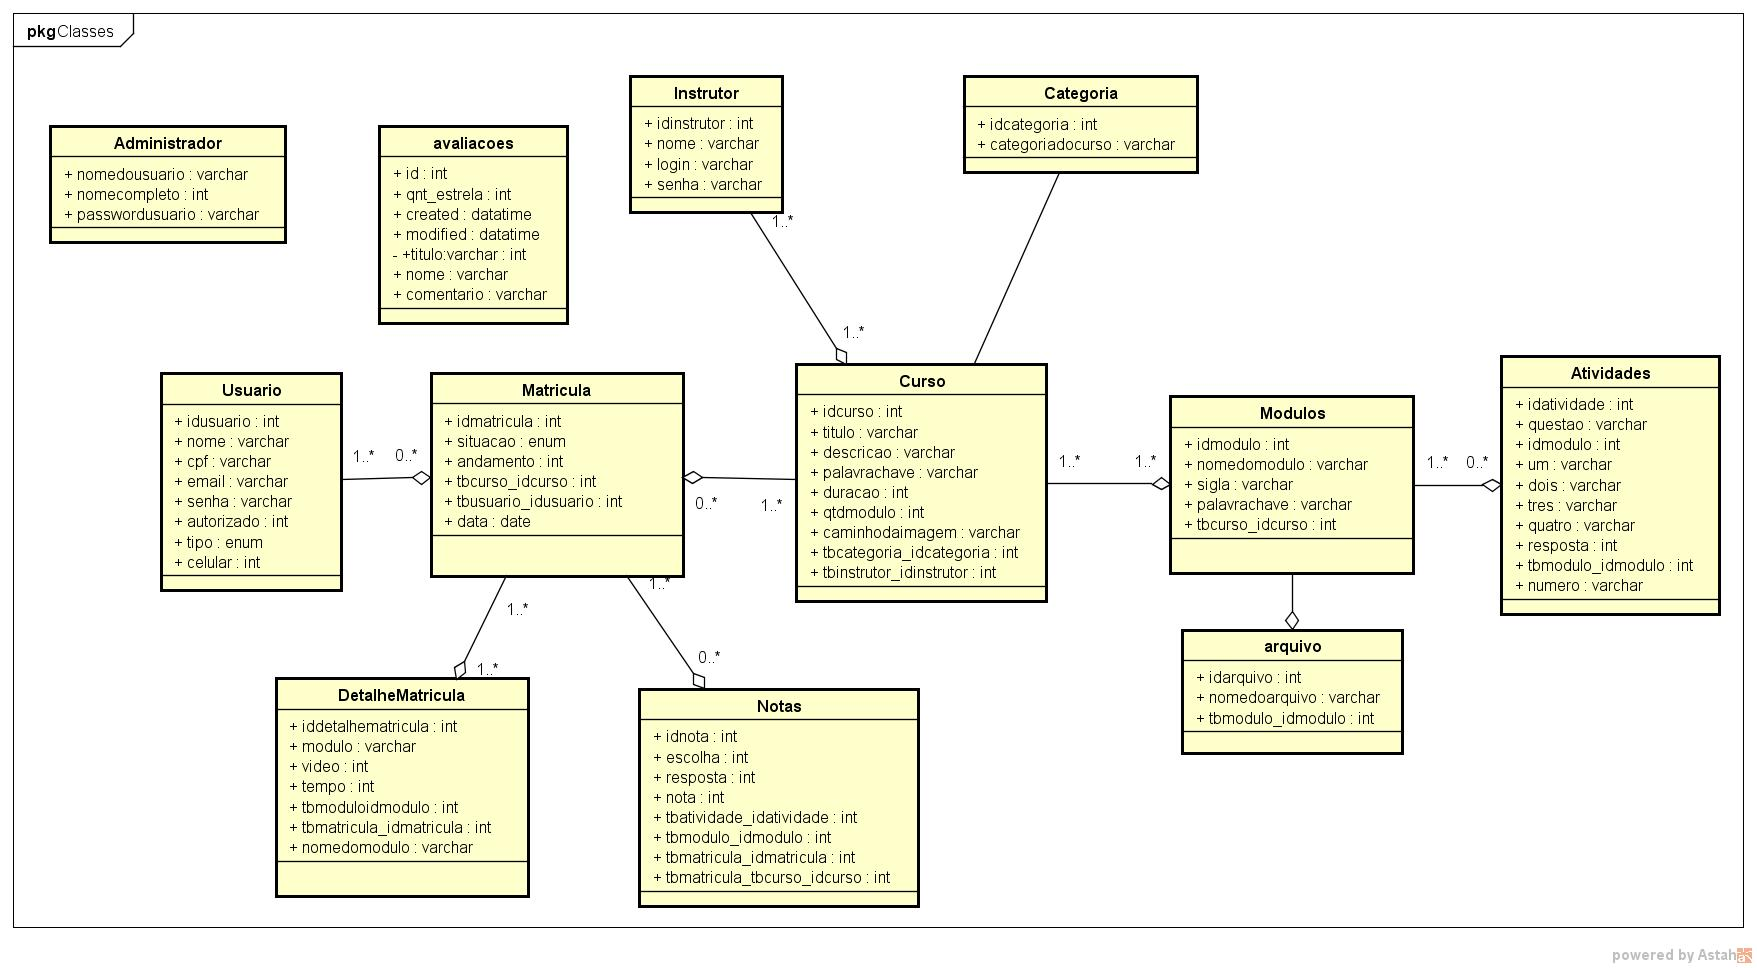 pkgClasses
Administrador
+ nomedousuario : varchar
+ nomecompleto : int
+ passwordusuario : varchar
avaliacoes
+ id : int
+ qnt_estrela : int
+ created : datatime
+ modified : datatime
- +titulo:varchar : int
+ nome : varchar
+ comentario : varchar
Instrutor
+ idinstrutor : int
+ nome : varchar
+ login : varchar
+ senha : varchar
1..*
1..*
Categoria
+ idcategoria : int
+ categoriadocurso : varchar
Usuario
+ idusuario : int
+ nome : varchar
+ cpf : varchar
+ email : varchar
+ senha : varchar
+ autorizado : int
+ tipo : enum
+ celular : int
1..*
0..*
Matricula
+ idmatricula : int
+ situacao : enum
+ andamento : int
+ tbcurso_idcurso : int
+ tbusuario_idusuario : int
+ data : date
0..*
1..*
Curso
+ idcurso : int
+ titulo : varchar
+ descricao : varchar
+ palavrachave : varchar
+ duracao : int
+ qtdmodulo : int
+ caminhodaimagem : varchar
+ tbcategoria_idcategoria : int
+ tbinstrutor_idinstrutor : int
1..*
1..*
Modulos
+ idmodulo : int
+ nomedomodulo : varchar
+ sigla : varchar
+ palavrachave : varchar
+ tbcurso_idcurso : int
1..*
0..*
Atividades
+ idatividade : int
+ questao : varchar
+ idmodulo : int
+ um : varchar
+ dois : varchar
+ tres : varchar
+ quatro : varchar
+ resposta : int
+ tbmodulo_idmodulo : int
+ numero : varchar
1..*
1..*
1..*
0..*
DetalheMatricula
+ iddetalhematricula : int
+ modulo : varchar
+ video : int
+ tempo : int
+ tbmoduloidmodulo : int
+ tbmatricula_idmatricula : int
+ nomedomodulo : varchar
Notas
+ idnota : int
+ escolha : int
+ resposta : int
+ nota : int
+ tbatividade_idatividade : int
+ tbmodulo_idmodulo : int
+ tbmatricula_idmatricula : int
+ tbmatricula_tbcurso_idcurso : int
arquivo
+ idarquivo : int
+ nomedoarquivo : varchar
+ tbmodulo_idmodulo : int
powered by Astah